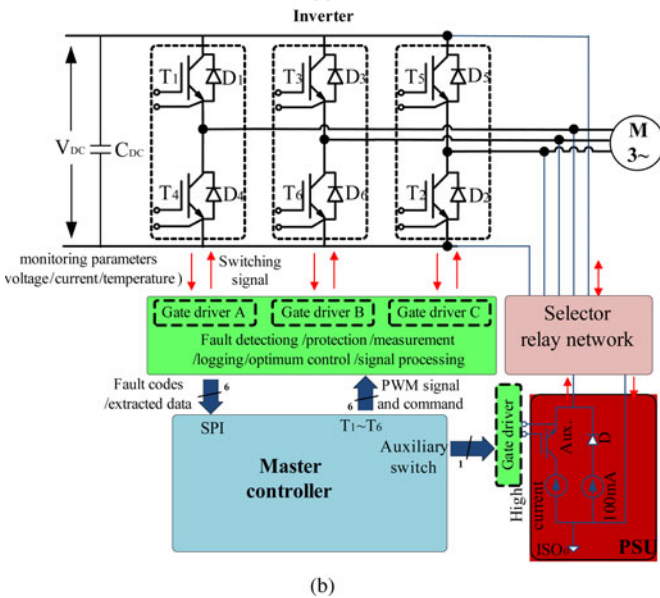 Inverter
T1 D1 T3 D3 T5 D5
M
3~
VDC CDC
T4 D4 T6 D6 T2 D2
monitoring parameters
voltage/current/temperature)
Switching
signal
Gate driver A Gate driver B Gate driver C
Fault detectiong /protection /measurement
/logging/optimum control /signal processing
Selector
relay network
Fault codes
/extracted data
6
6
PWM signal
and command
SPI
T1~T6
Auxiliary
switch
1
Master
controller
Gate driver
High
current
Aux.
D
100mA
PSU
(b)